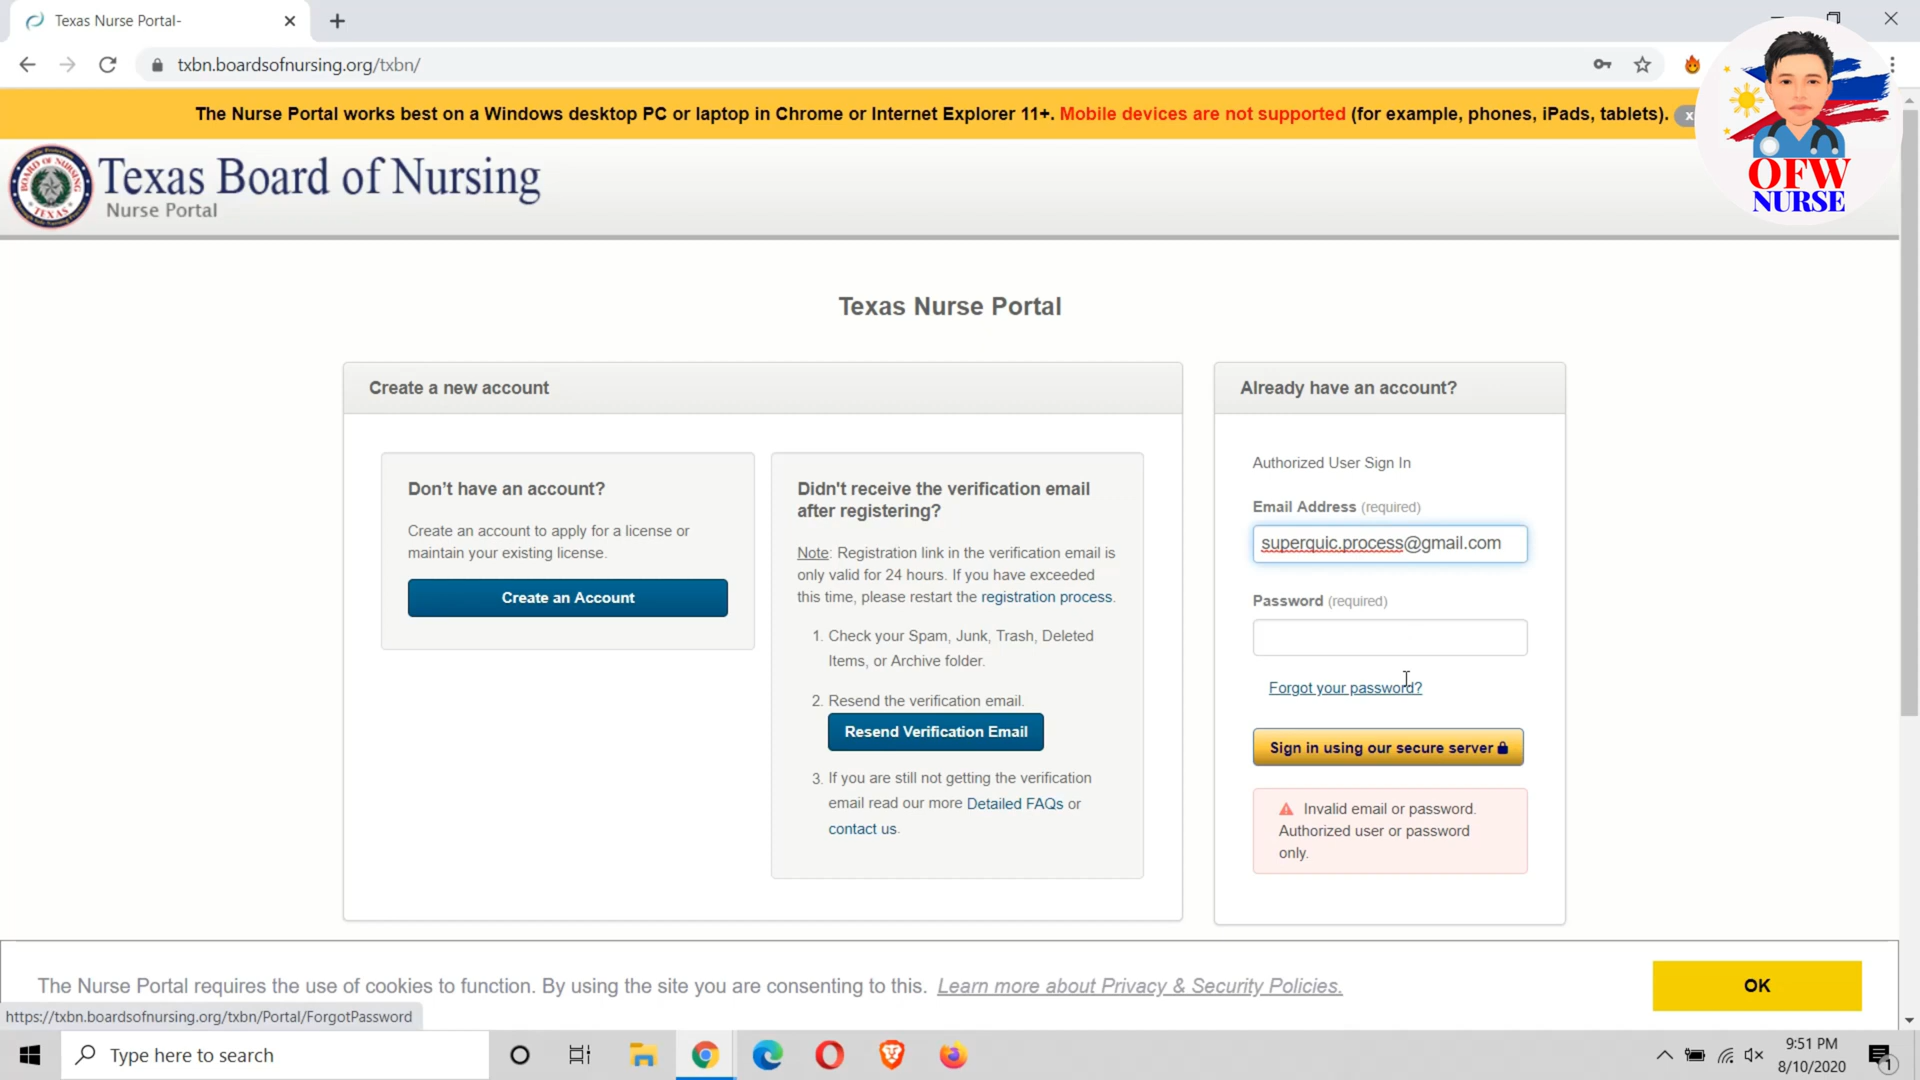 Texas Nurse Portal-
txbn.boardsofnursing.org/txbn/
The Nurse Portal works best on a Windows desktop PC or laptop in Chrome or Internet Explorer 11+. Mobile devices are not supported (for example, phones, iPads, tablets). x
Texas Board of Nursing
Nurse Portal
OFW
NURSE
Texas Nurse Portal
Create a new account
Don't have an account?
Create an account to apply for a license or
maintain your existing license.
Create an Account
Didn't receive the verification email
after registering?
Note: Registration link in the verification email is
only valid for 24 hours. If you have exceeded
this time, please restart the registration process.
1. Check your Spam, Junk, Trash, Deleted
Items, or Archive folder.
2. Resend the verification email.
Resend Verification Email
3. If you are still not getting the verification
email read our more Detailed FAQs or
contact us.
Already have an account?
Authorized User Sign In
Email Address (required)
superquic.process@gmail.com
Password (required)
Forgot your password?
Sign in using our secure server
Invalid email or password.
Authorized user or password
only.
The Nurse Portal requires the use of cookies to function. By using the site you are consenting to this. Learn more about Privacy & Security Policies.
OK
https://txbn.boardsofnursing.org/txbn/Portal/ForgotPassword
Type here to search
9:51 PM
8/10/2020
1